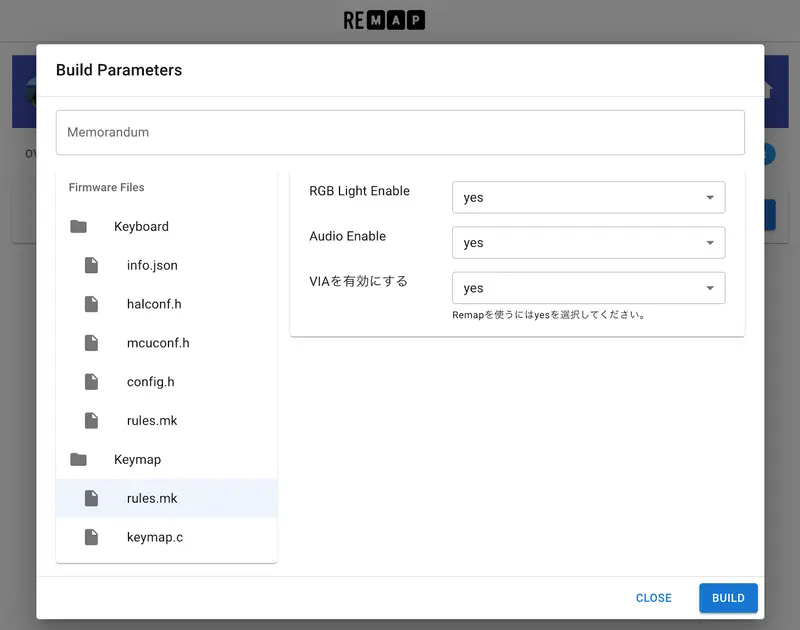 REMAP
Build Parameters
Memorandum
Firmware Files
Keyboard
info.json
halconf.h
mcuconf.h
config.h
rules.mk
Keymap
rules.mk
keymap.c
RGB Light Enable
yes
Audio Enable
yes
VIAを有効にする
yes
Remapを使うにはyesを選択してください。
CLOSE
BUILD